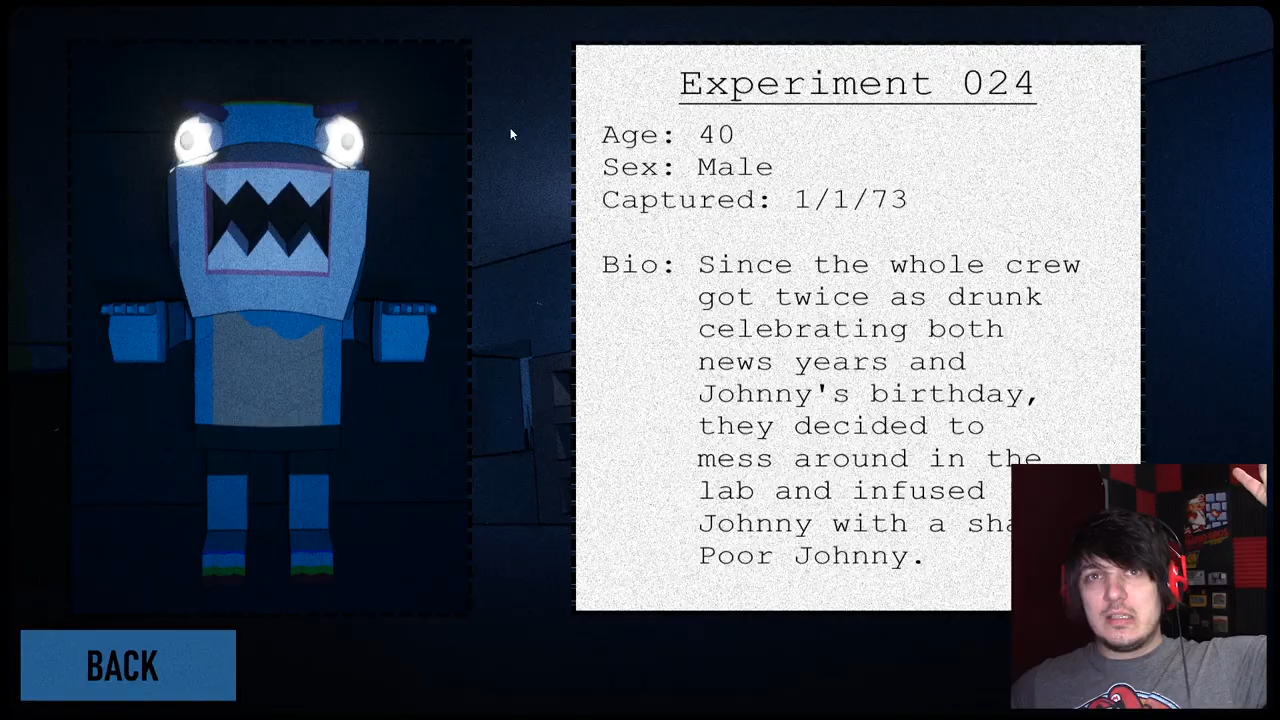 Experiment 024
Age: 40
Sex: Male
Captured: 1/1/73
Bio: Since the whole crew
got twice as drunk
celebrating both
news years and
Johnny's birthday,
they decided to
mess around in the
lab and infused
Johnny with a
Poor Johnny.
BACK